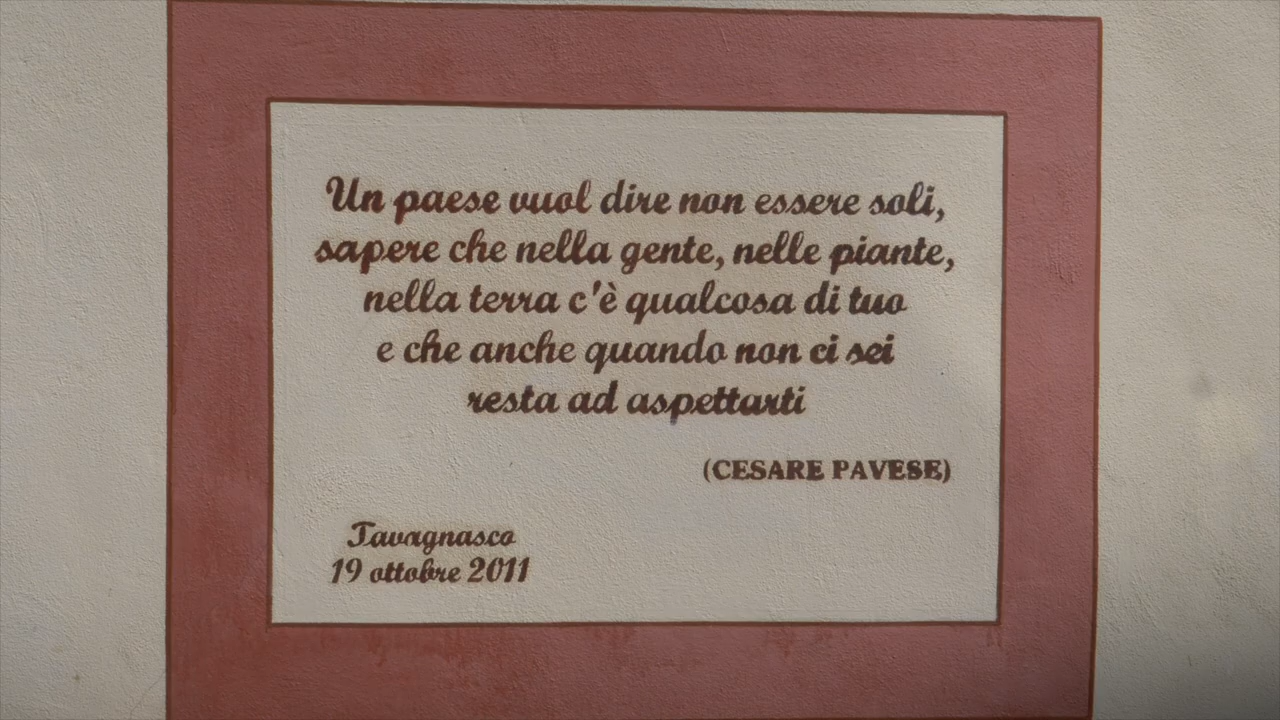 Un paese vuol dire non essere soli,
sapere che nella gente, nelle piante,
nella terra c'è qualcosa di tuo
e che anche quando non ci sei
resta ad aspettarti
(CESARE PAVESE)
Tavagnasco
19 ottobre 2011